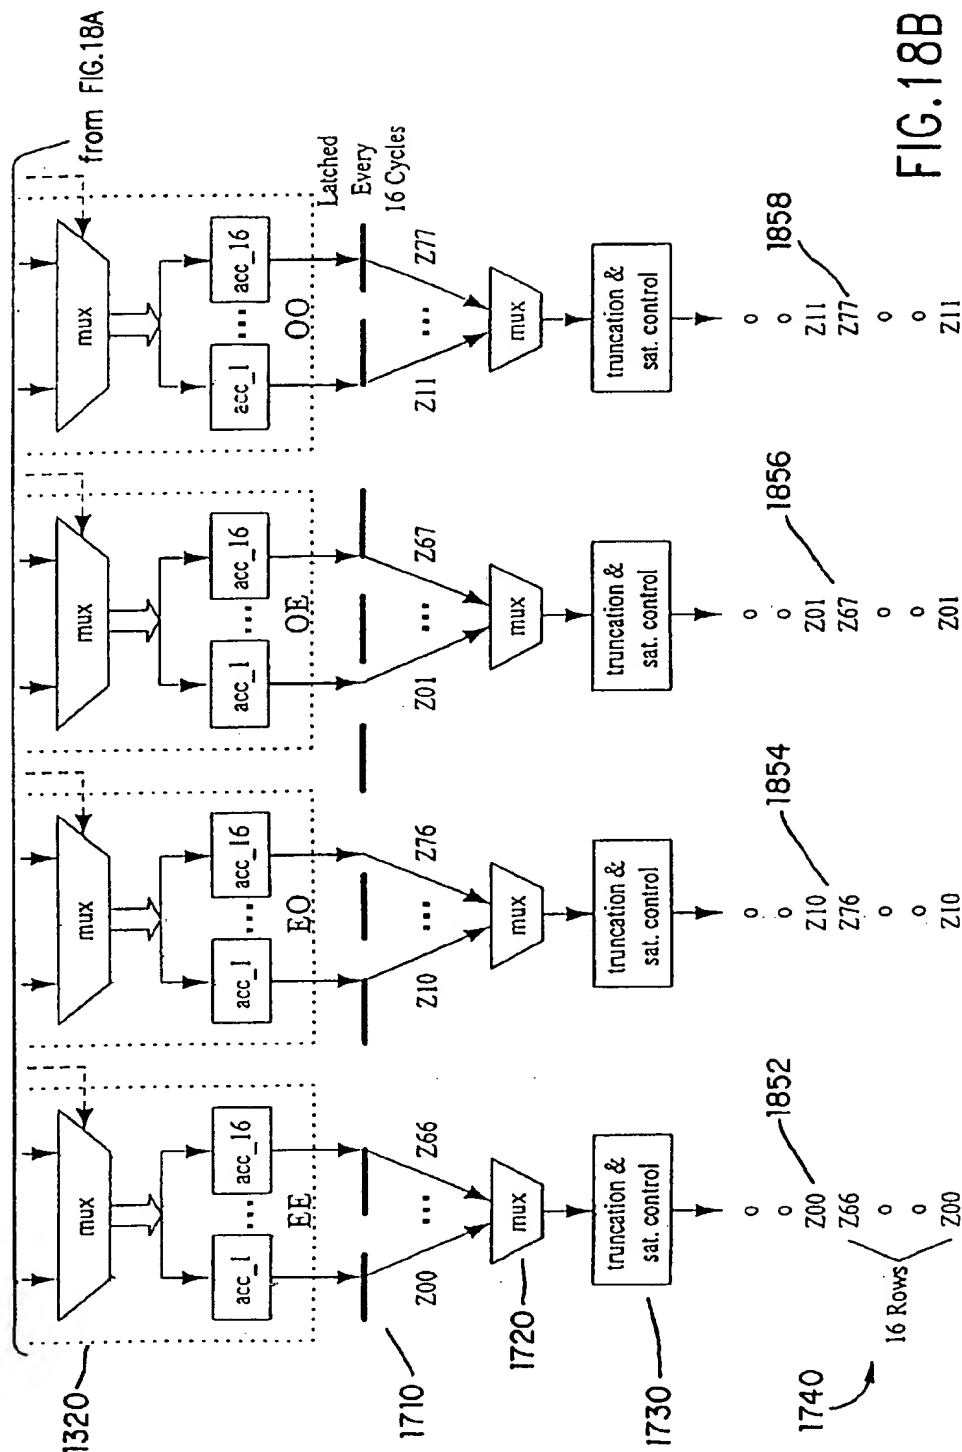 from FIG.18A
1320
mux
mux
mux
mux
acc_1
...
acc_16
acc_1
...
acc_16
acc_1
...
acc_16
acc_1
...
acc_16
EE
EO
OE
OO
Latched
Every
16 Cycles
1710
Z00
...
Z66
Z10
...
Z76
Z01
...
Z67
Z11
...
Z77
1720
mux
mux
mux
mux
1730
truncation &
sat. control
truncation &
sat. control
truncation &
sat. control
truncation &
sat. control
1740
16 Rows
1852
Z00
Z66
Z00
1854
Z10
Z76
Z10
1856
Z01
Z67
Z01
1858
Z11
Z77
Z11
FIG.18B